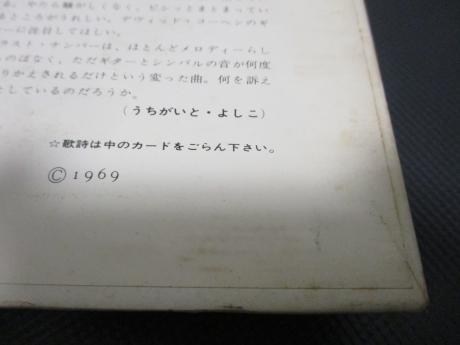 る。やたら騒がしくなく、ピシッとまとまってい
るところがうれしい。デヴィッド・コーヘンのギ
ーに注目してほしい。
ラスト・ナンバーは、ほとんどメロディーらし
ものはなく、ただギターとシンバルの音が何度
りかえされるだけという変った曲。何を訴え
としているのだろうか。
(うちがいと・よしこ)
☆歌詩は中のカードをごらん下さい。
Ⓒ 1969